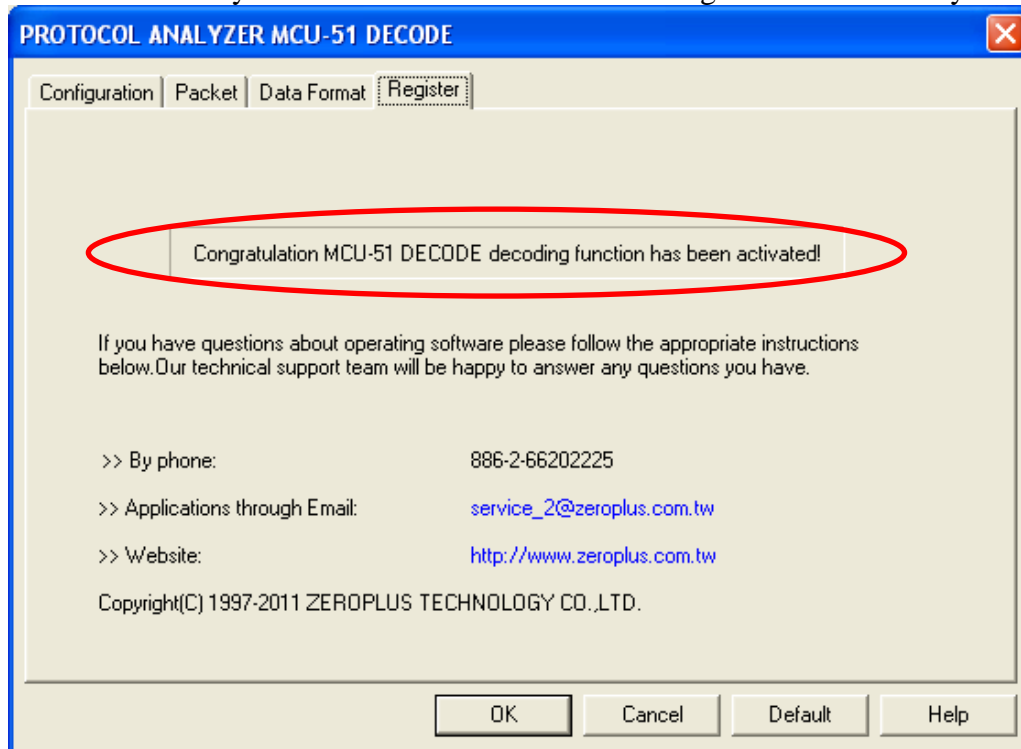 PROTOCOL ANALYZER MCU-51 DECODE
Configuration Packet Data Format Register
Congratulation MCU-51 DECODE decoding function has been activated!
If you have questions about operating software please follow the appropriate instructions
below.Our technical support team will be happy to answer any questions you have.
>> By phone: 886-2-66202225
>> Applications through Email: service_2@zeroplus.com.tw
>> Website: http://www.zeroplus.com.tw
Copyright(C) 1997-2011 ZEROPLUS TECHNOLOGY CO.,LTD.
OK Cancel Default Help